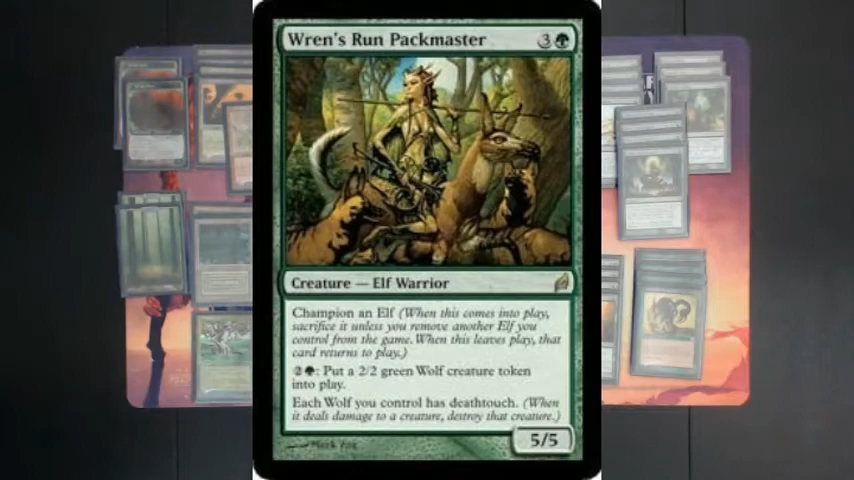 Wren's Run Packmaster 3
Creature — Elf Warrior
Champion an Elf (When this comes into play,
sacrifice it unless you remove another Elf you
control from the game. When this leaves play, that
card returns to play.)
2 : Put a 2/2 green Wolf creature token
into play.
Each Wolf you control has deathtouch. (When
it deals damage to a creature, destroy that creature.)
5/5